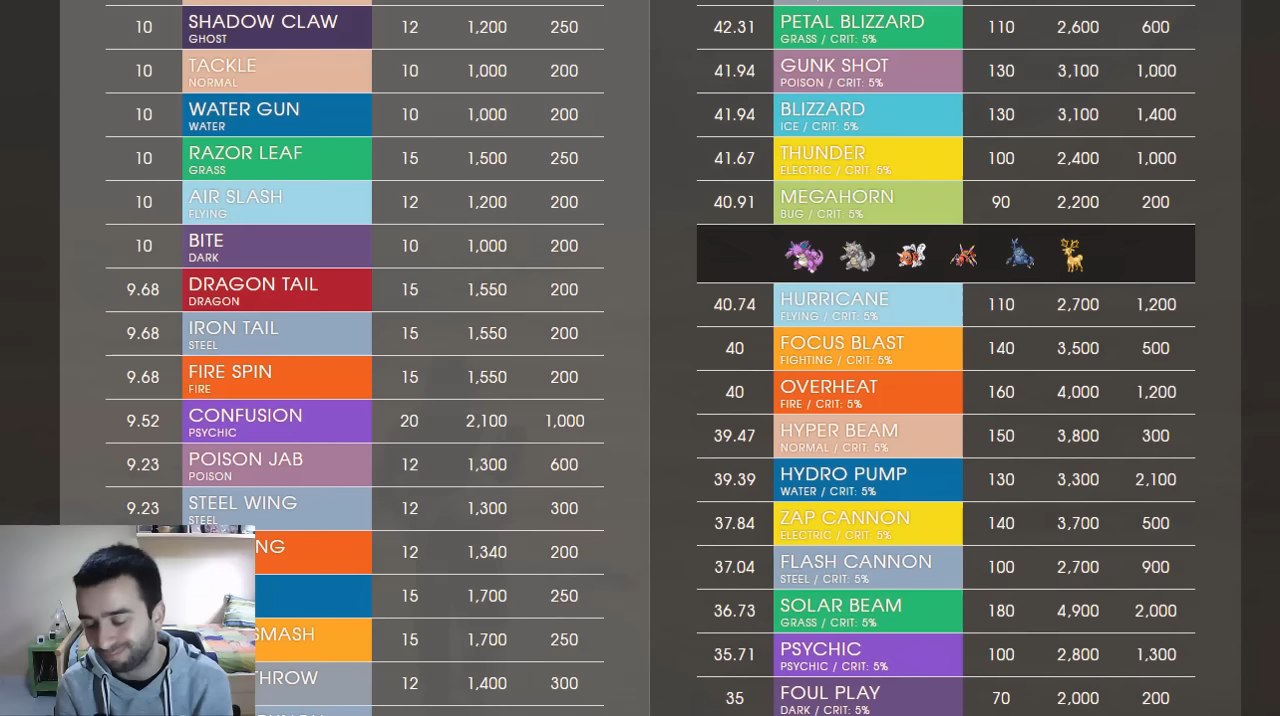 10 SHADOW CLAW 12 1,200 250
GHOST
10 TACKLE 10 1,000 200
NORMAL
10 WATER GUN 10 1,000 200
WATER
10 RAZOR LEAF 15 1,500 250
GRASS
10 AIR SLASH 12 1,200 200
FLYING
10 BITE 10 1,000 200
DARK
9.68 DRAGON TAIL 15 1,550 200
DRAGON
9.68 IRON TAIL 15 1,550 200
STEEL
9.68 FIRE SPIN 15 1,550 200
FIRE
9.52 CONFUSION 20 2,100 1,000
PSYCHIC
9.23 POISON JAB 12 1,300 600
POISON
9.23 STEEL WING 12 1,300 300
STEEL
NG 12 1,340 200
15 1,700 250
SMASH 15 1,700 250
THROW 12 1,400 300
42.31 PETAL BLIZZARD 110 2,600 600
GRASS / CRIT: 5%
41.94 GUNK SHOT 130 3,100 1,000
POISON / CRIT: 5%
41.94 BLIZZARD 130 3,100 1,400
ICE / CRIT: 5%
41.67 THUNDER 100 2,400 1,000
ELECTRIC / CRIT: 5%
40.91 MEGAHORN 90 2,200 200
BUG / CRIT: 5%
40.74 HURRICANE 110 2,700 1,200
FLYING / CRIT: 5%
40 FOCUS BLAST 140 3,500 500
FIGHTING / CRIT: 5%
40 OVERHEAT 160 4,000 1,200
FIRE / CRIT: 5%
39.47 HYPER BEAM 150 3,800 300
NORMAL / CRIT: 5%
39.39 HYDRO PUMP 130 3,300 2,100
WATER / CRIT: 5%
37.84 ZAP CANNON 140 3,700 500
ELECTRIC / CRIT: 5%
37.04 FLASH CANNON 100 2,700 900
STEEL / CRIT: 5%
36.73 SOLAR BEAM 180 4,900 2,000
GRASS / CRIT: 5%
35.71 PSYCHIC 100 2,800 1,300
PSYCHIC / CRIT: 5%
35 FOUL PLAY 70 2,000 200
DARK / CRIT: 5%